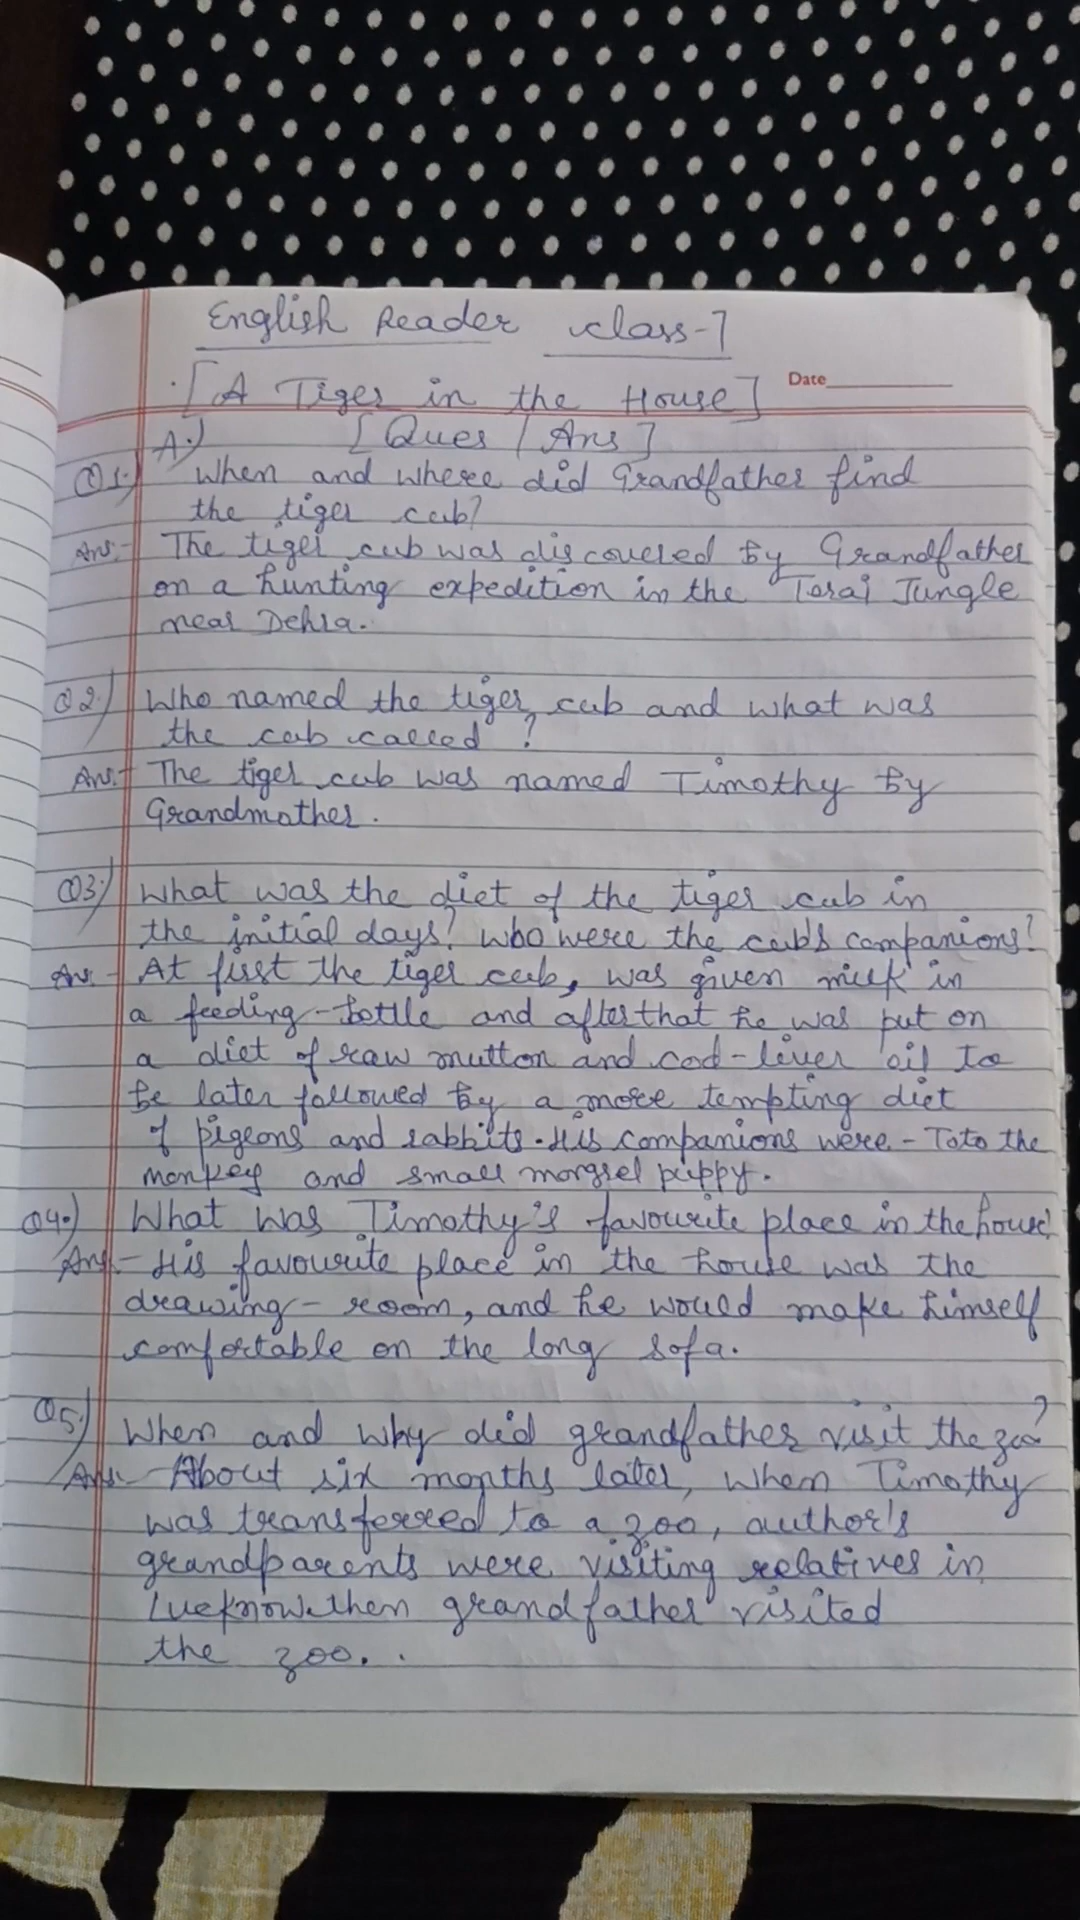 English Reader class-7
[A Tiger in the House]
Date
A.) [Ques / Ans]
Q1.) When and where did Grandfather find
the tiger cub?
Ans:- The tiger cub was discovered by Grandfather
on a hunting expedition in the Terai Jungle
near Dehra.
Q2.) Who named the tiger cub and what was
the cub called?
Ans:- The tiger cub was named Timothy by
Grandmother.
Q3.) What was the diet of the tiger cub in
the initial days? Who were the cub's companions?
Ans - At first the tiger cub, was given milk in
a feeding-bottle and after that he was put on
a diet of raw mutton and cod-liver oil to
be later followed by a more tempting diet
of pigeons and rabbits. His companions were - Toto the
monkey and small mongrel puppy.
Q4.) What was Timothy's favourite place in the house?
Ans - His favourite place in the house was the
drawing-room, and he would make himself
comfortable on the long sofa.
Q5.) When and why did grandfather visit the zoo?
Ans - About six months later, when Timothy
was transferred to a zoo, author's
grandparents were visiting relatives in
Lucknow. then grandfather visited
the zoo..